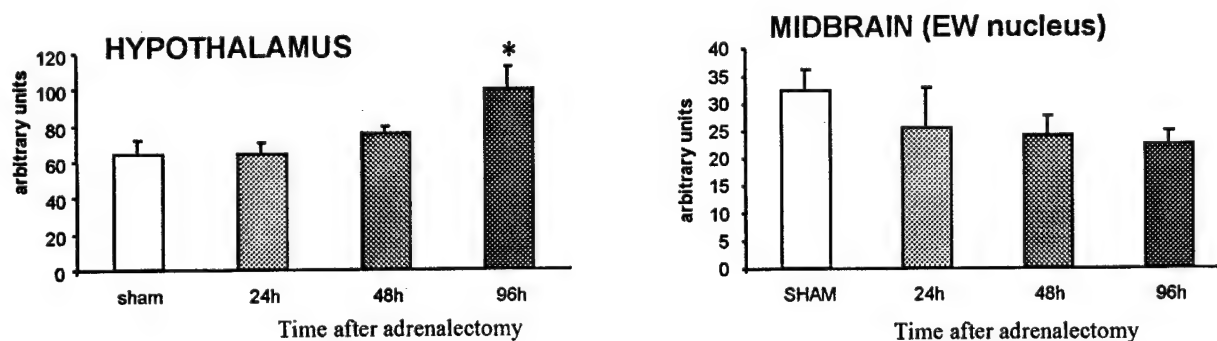 HYPOTHALAMUS
*
arbitrary units
120
100
80
60
40
20
0
sham 24h 48h 96h
Time after adrenalectomy
MIDBRAIN (EW nucleus)
arbitrary units
40
35
30
25
20
15
10
5
0
SHAM 24h 48h 96h
Time after adrenalectomy